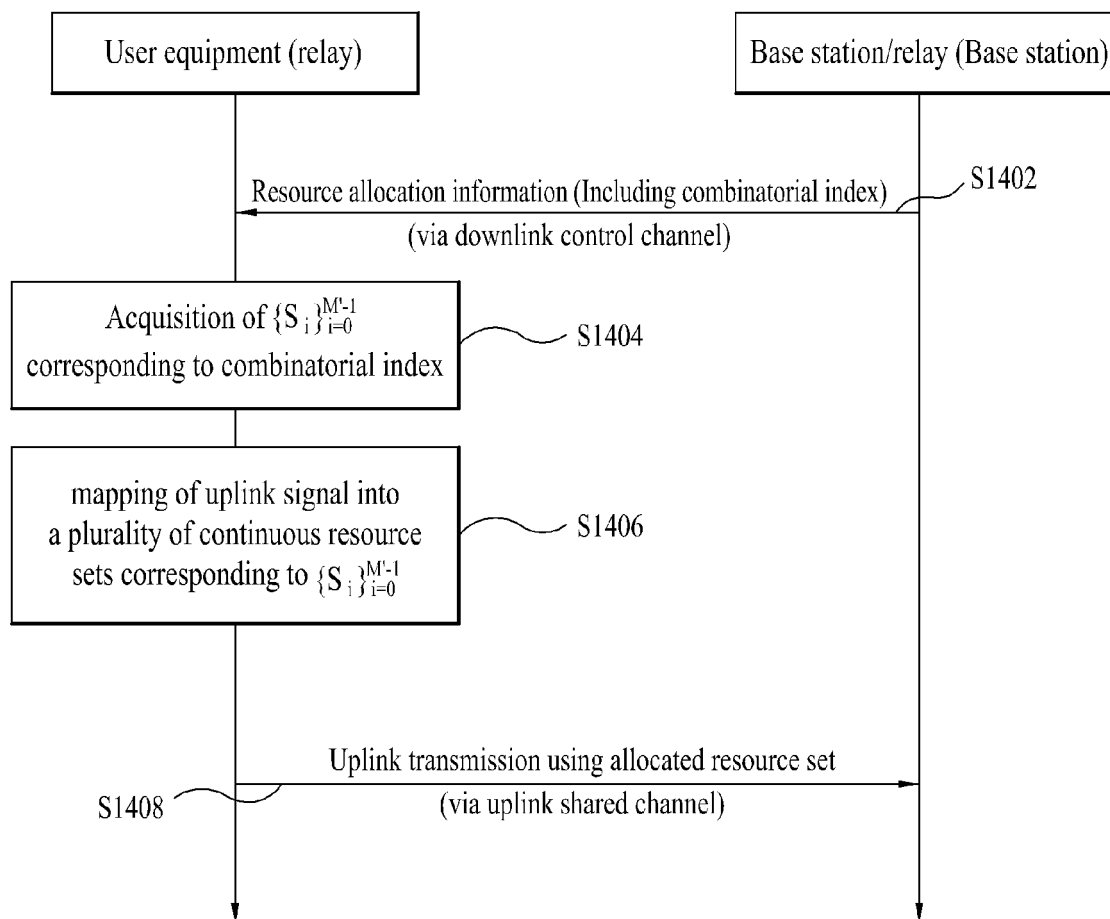 User equipment (relay)
Base station/relay (Base station)
S1402
Resource allocation information (Including combinatorial index)
(via downlink control channel)
Acquisition of {S i}^{M'-1}_{i=0}
corresponding to combinatorial index
S1404
mapping of uplink signal into
a plurality of continuous resource
sets corresponding to {S i}^{M'-1}_{i=0}
S1406
Uplink transmission using allocated resource set
(via uplink shared channel)
S1408